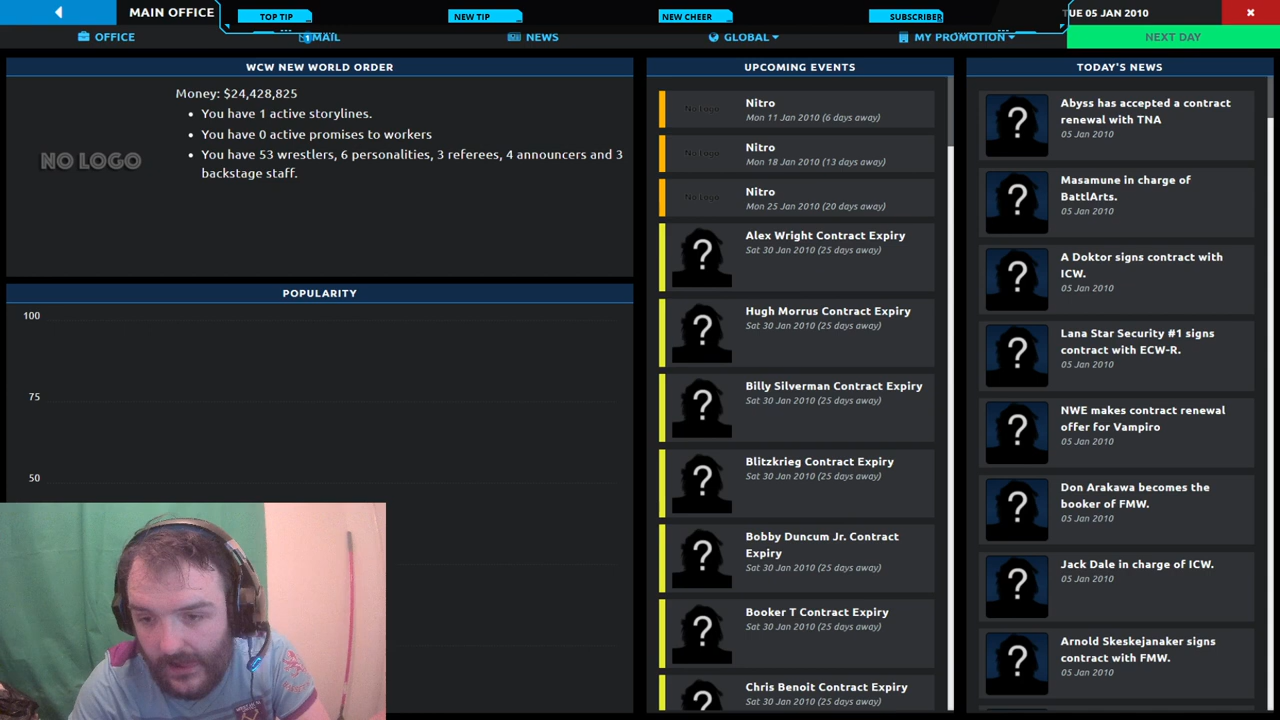 MAIN OFFICE
TOP TIP
NEW TIP
NEW CHEER
SUBSCRIBER
TUE 05 JAN 2010
OFFICE
1
MAIL
NEWS
GLOBAL
MY PROMOTION
NEXT DAY
WCW NEW WORLD ORDER
NO LOGO
Money: $24,428,825
• You have 1 active storylines.
• You have 0 active promises to workers
• You have 53 wrestlers, 6 personalities, 3 referees, 4 announcers and 3
backstage staff.
POPULARITY
100
75
50
UPCOMING EVENTS
No Logo
Nitro
Mon 11 Jan 2010 (6 days away)
No Logo
Nitro
Mon 18 Jan 2010 (13 days away)
No Logo
Nitro
Mon 25 Jan 2010 (20 days away)
Alex Wright Contract Expiry
Sat 30 Jan 2010 (25 days away)
Hugh Morrus Contract Expiry
Sat 30 Jan 2010 (25 days away)
Billy Silverman Contract Expiry
Sat 30 Jan 2010 (25 days away)
Blitzkrieg Contract Expiry
Sat 30 Jan 2010 (25 days away)
Bobby Duncum Jr. Contract
Expiry
Sat 30 Jan 2010 (25 days away)
Booker T Contract Expiry
Sat 30 Jan 2010 (25 days away)
Chris Benoit Contract Expiry
Sat 30 Jan 2010 (25 days away)
TODAY'S NEWS
Abyss has accepted a contract
renewal with TNA
05 Jan 2010
Masamune in charge of
BattlArts.
05 Jan 2010
A Doktor signs contract with
ICW.
05 Jan 2010
Lana Star Security #1 signs
contract with ECW-R.
05 Jan 2010
NWE makes contract renewal
offer for Vampiro
05 Jan 2010
Don Arakawa becomes the
booker of FMW.
05 Jan 2010
Jack Dale in charge of ICW.
05 Jan 2010
Arnold Skeskejanaker signs
contract with FMW.
05 Jan 2010